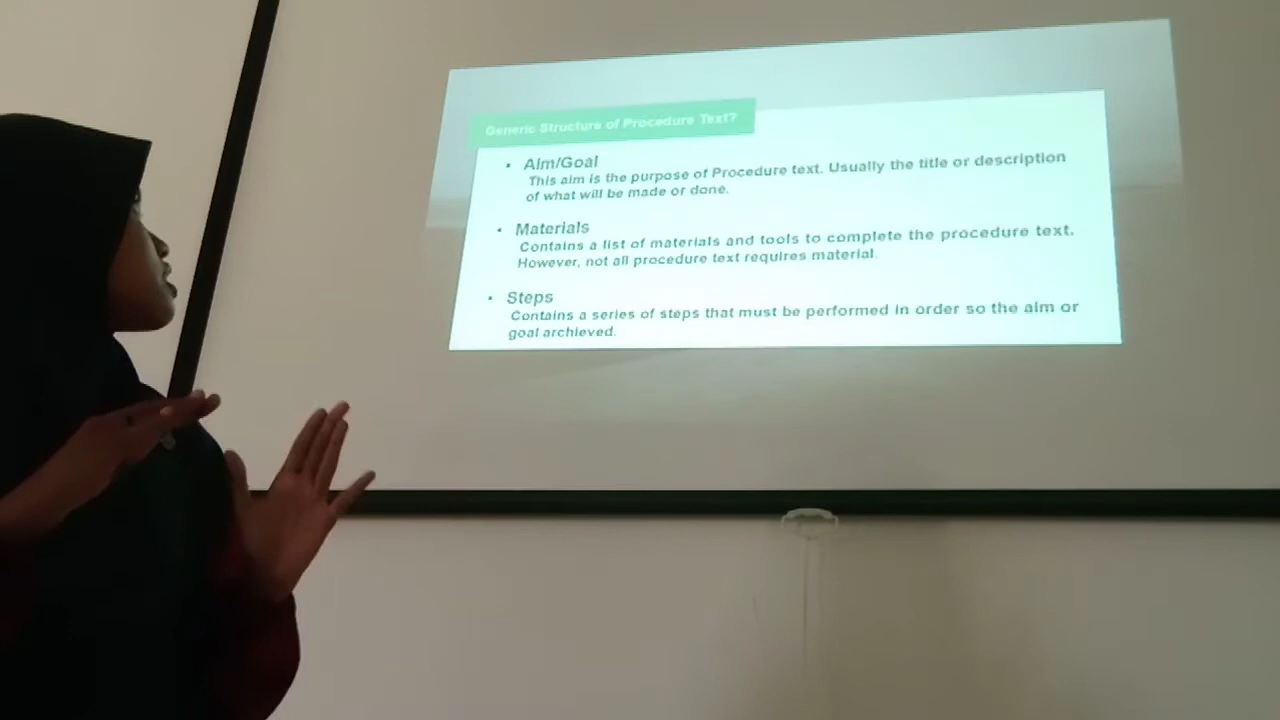 Generic Structure of Procedure Text?
• Aim/Goal
This aim is the purpose of Procedure text. Usually the title or description
of what will be made or done.
• Materials
Contains a list of materials and tools to complete the procedure text.
However, not all procedure text requires material.
• Steps
Contains a series of steps that must be performed in order so the aim or
goal archieved.